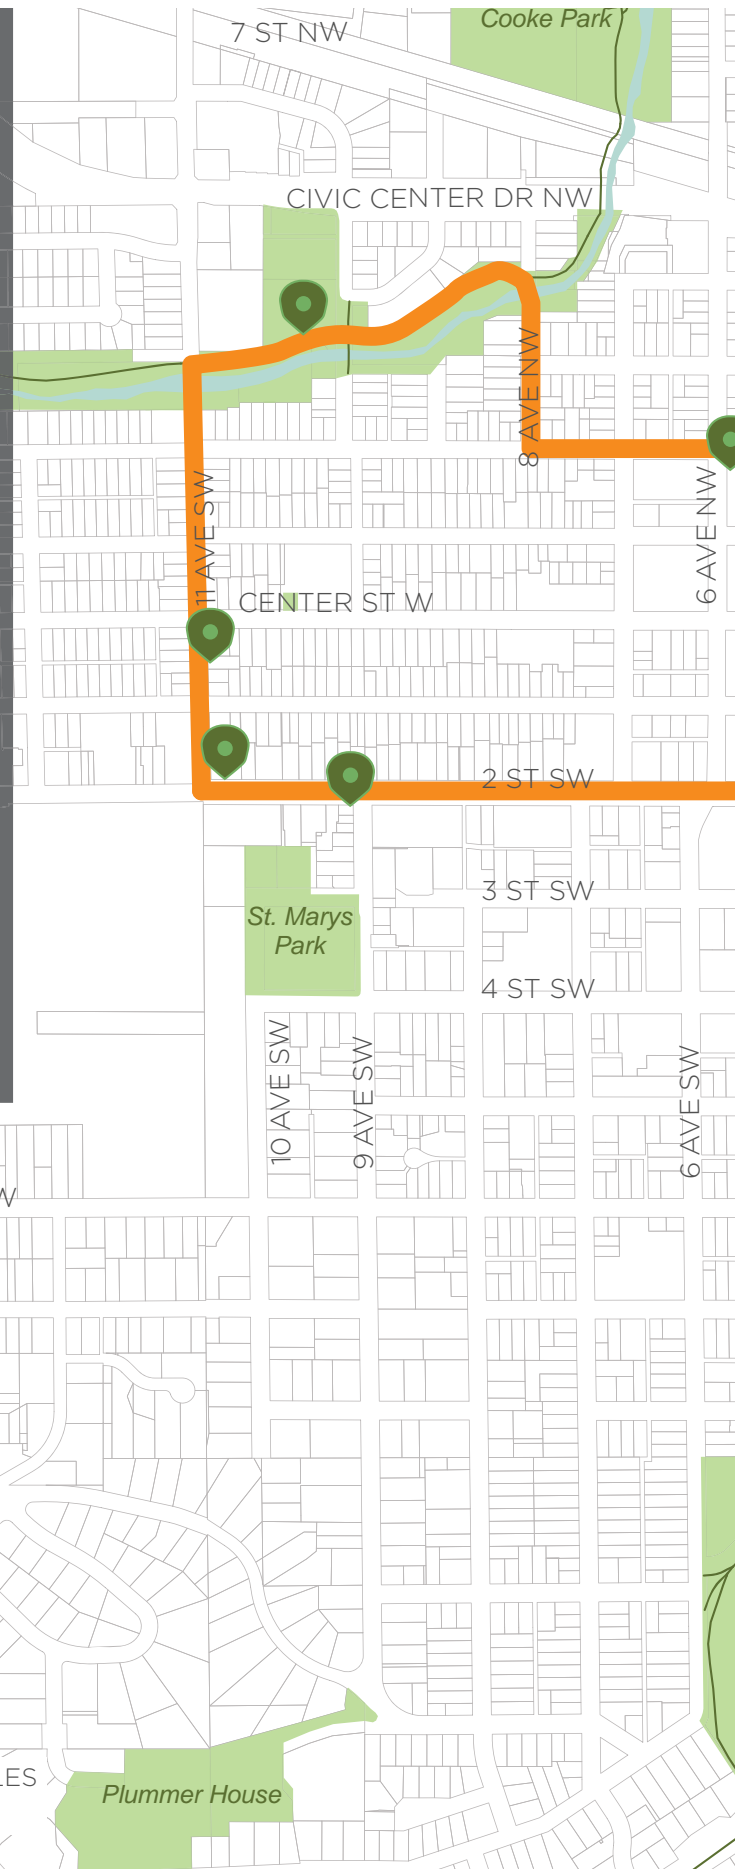 Cooke Park
7 ST NW
CIVIC CENTER DR NW
8 AVE NW
6 AVE NW
11 AVE SW
CENTER ST W
2 ST SW
3 ST SW
St. Marys
Park
4 ST SW
10 AVE SW
9 AVE SW
6 AVE SW
W
LES
Plummer House